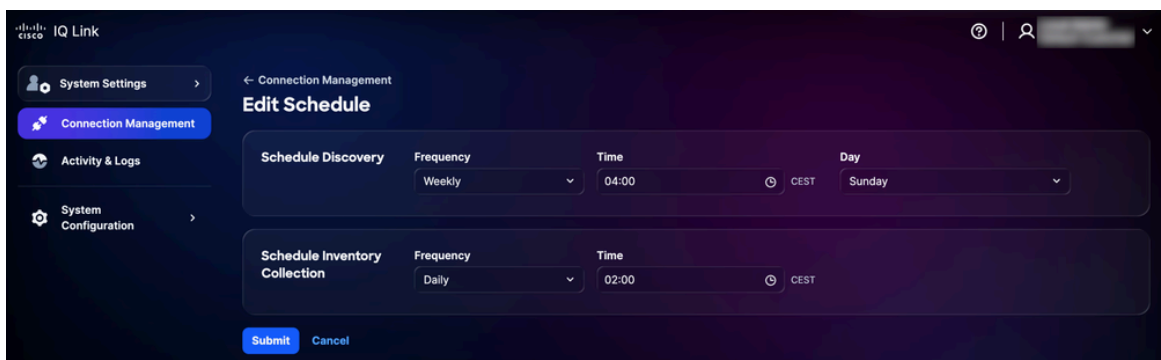 cisco IQ Link
System Settings
← Connection Management
Edit Schedule
Connection Management
Activity & Logs
System
Configuration
Schedule Discovery
Frequency
Time
Day
Weekly
04:00
CEST
Sunday
Schedule Inventory
Collection
Frequency
Time
Daily
02:00
CEST
Submit
Cancel